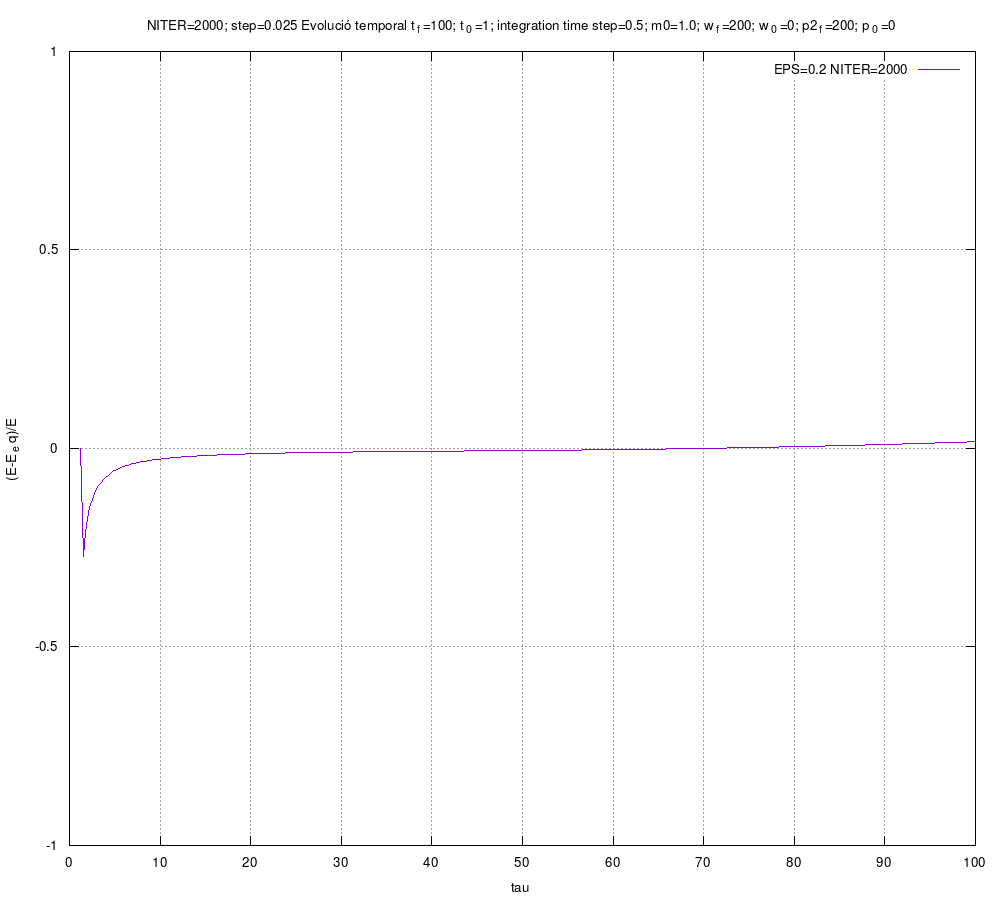 NITER=2000; step=0.025 Evolució temporal t f =100; t 0 =1; integration time step=0.5; m0=1.0; w f =200; w 0 =0; p2 f =200; p 0 =0
EPS=0.2 NITER=2000
1
0.5
0
-0.5
-1
(E-E e q)/E
0 10 20 30 40 50 60 70 80 90 100
tau